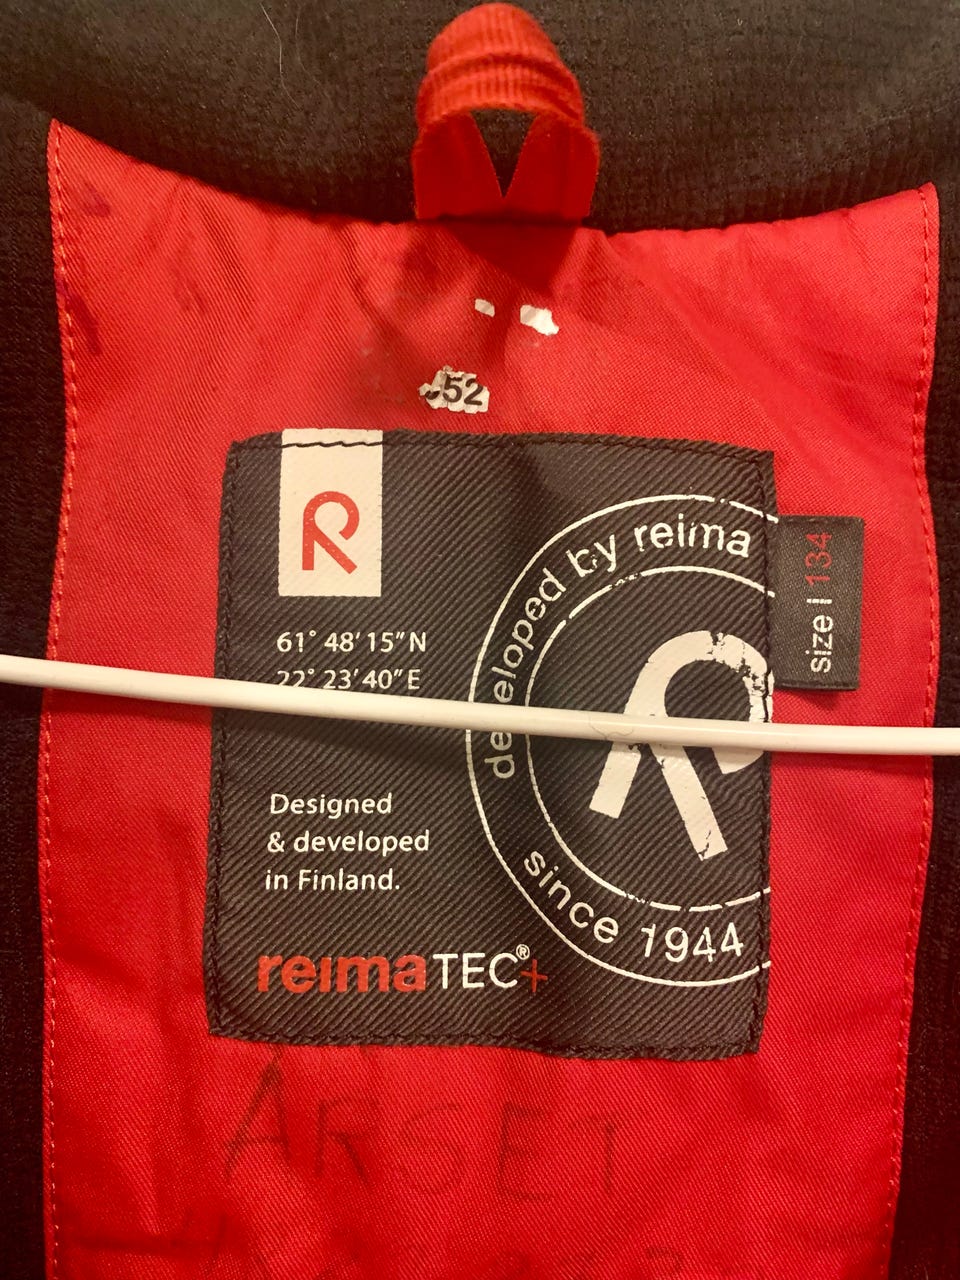 52
61° 48' 15" N
22° 23' 40" E
developed by reima
since 1944
size | 134
Designed
& developed
in Finland.
reimaTEC®+
ARSET